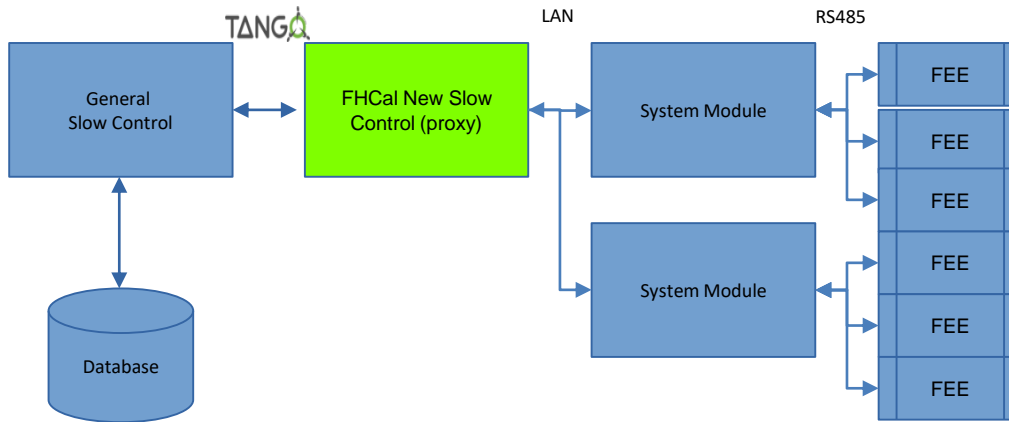 TANGO
LAN
RS485
General
Slow Control
FHCal New Slow
Control (proxy)
System Module
FEE
FEE
FEE
System Module
FEE
FEE
FEE
Database